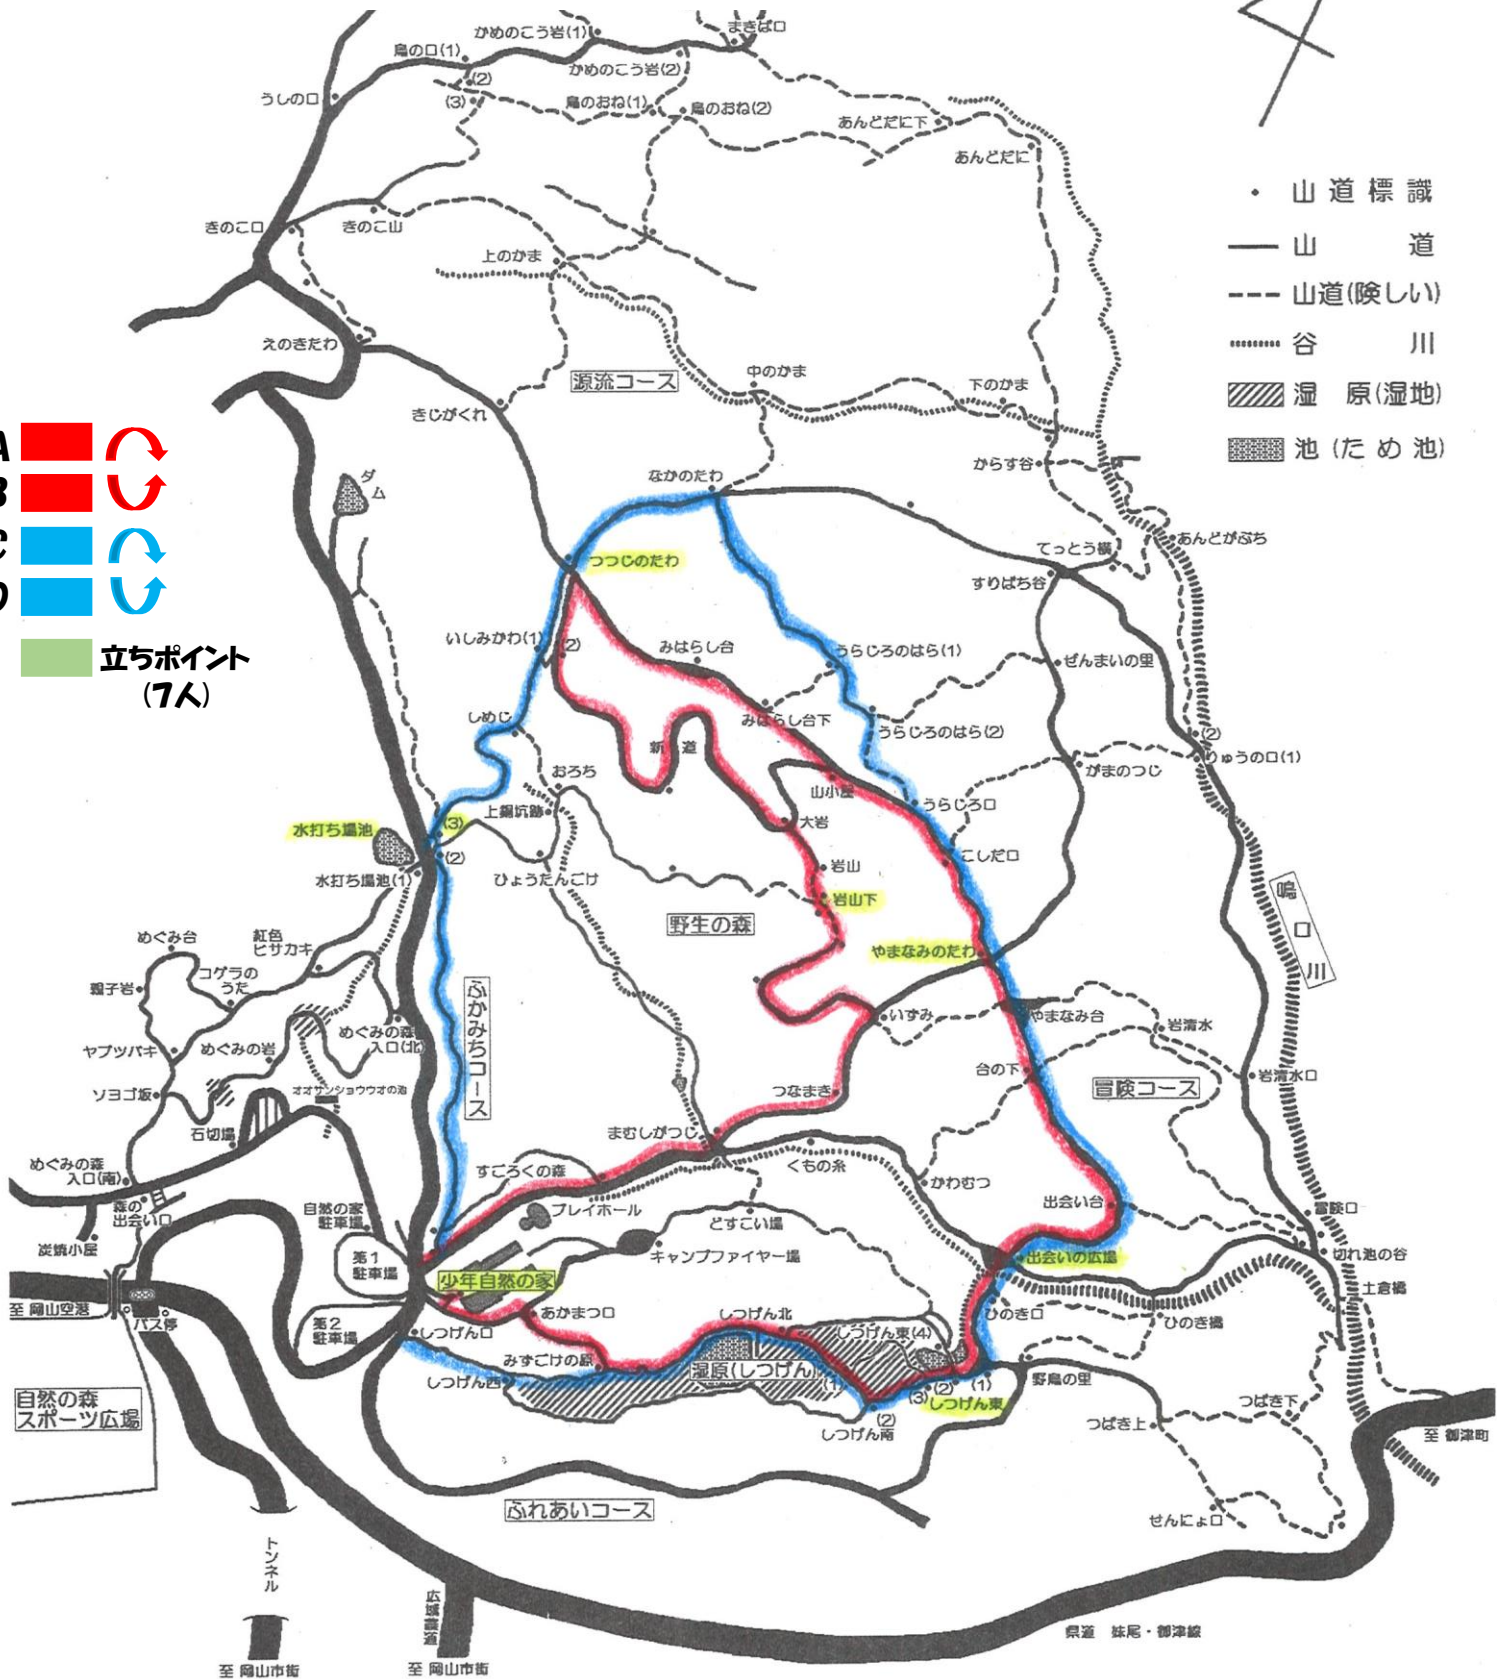 かめのこう岩(1)
まきば口
鳥の口(1)
(2)
かめのこう岩(2)
うしの口
(3)
鳥のおね(1)
鳥のおね(2)
あんどだに下
あんどだに
山道標識
山道
山道(険しい)
谷川
湿原(湿地)
池(ため池)
きのこ口
きのこ山
上のかま
えのきたわ
源流コース
中のかま
下のかま
きじがくれ
からす谷
なかのたわ
ダム
A
B
C
D
立ちポイント
(7人)
てっとう横
あんどがぶち
すりばち谷
つつじのたわ
いしみかわ(1)
(2)
みはらし台
うらじろのはら(1)
ぜんまいの里
しめじ
みはらし台下
うらじろのはら(2)
新道
(2)
りゅうの口(1)
がまのつじ
おろち
山小屋
うらじろ口
上鍋坑跡
大岩
水打ち場池
(3)
(2)
こしだ口
岩山
水打ち場池(1)
ひょうたんごけ
岩山下
鳴口川
野生の森
やまなみのたわ
めぐみ台
紅色
ヒサカキ
コゲラの
うた
親子岩
ふかみちコース
いずみ
やまなみ台
岩清水
めぐみの森
入口(北)
ヤブツバキ
めぐみの岩
台の下
岩清水口
ソヨゴ坂
オオサンショウウオの池
つなまき
冒険コース
石切場
まむしがつじ
くもの糸
めぐみの森
入口(南)
すごろくの森
かわむつ
出会い台
森の
出会い口
自然の家
駐車場
プレイホール
どすこい場
冒険口
炭焼小屋
キャンプファイヤー場
出会いの広場
切れ池の谷
第1
駐車場
少年自然の家
土倉橋
至 岡山空港
バス停
第2
駐車場
あかまつ口
しつげん北
ひのき口
ひのき橋
しつげん口
しつげん東(4)
みずごけの原
湿原(しつげん)
しつげん西
(1)
(3)
(2)
(1)
野鳥の里
しつげん東
自然の森
スポーツ広場
(2)
しつげん南
つばき上
つばき下
至 御津町
ふれあいコース
せんにょ口
トンネル
広域農道
県道 妹尾・御津線
至 岡山市街
至 岡山市街